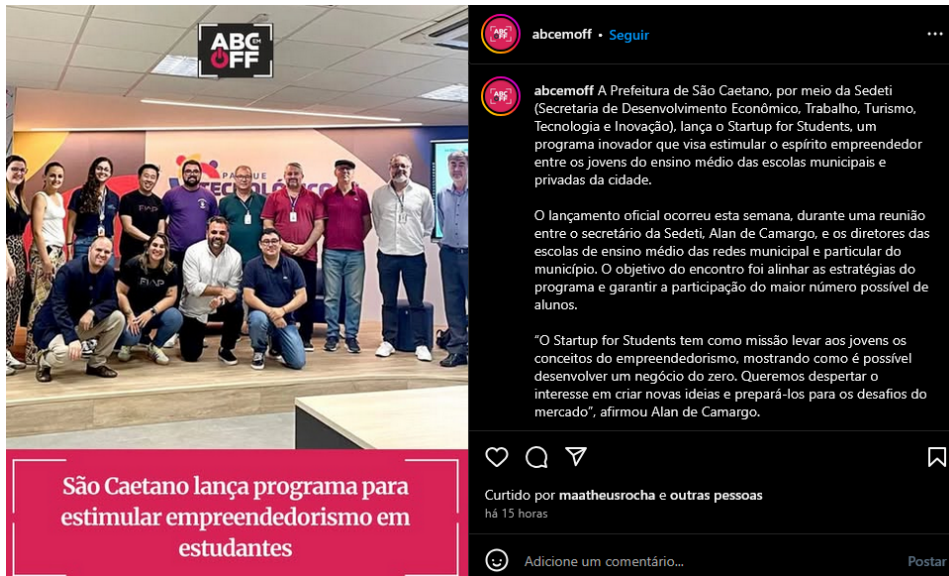 ABC EM
OFF
PARQUE
TECNOLÓGICO
FIAP
FIAP
São Caetano lança programa para
estimular empreendedorismo em
estudantes
abcemoff • Seguir
abcemoff A Prefeitura de São Caetano, por meio da Sedeti
(Secretaria de Desenvolvimento Econômico, Trabalho, Turismo,
Tecnologia e Inovação), lança o Startup for Students, um
programa inovador que visa estimular o espírito empreendedor
entre os jovens do ensino médio das escolas municipais e
privadas da cidade.
O lançamento oficial ocorreu esta semana, durante uma reunião
entre o secretário da Sedeti, Alan de Camargo, e os diretores das
escolas de ensino médio das redes municipal e particular do
município. O objetivo do encontro foi alinhar as estratégias do
programa e garantir a participação do maior número possível de
alunos.
“O Startup for Students tem como missão levar aos jovens os
conceitos do empreendedorismo, mostrando como é possível
desenvolver um negócio do zero. Queremos despertar o
interesse em criar novas ideias e prepará-los para os desafios do
mercado”, afirmou Alan de Camargo.
Curtido por maatheusrocha e outras pessoas
há 15 horas
Adicione um comentário... Postar